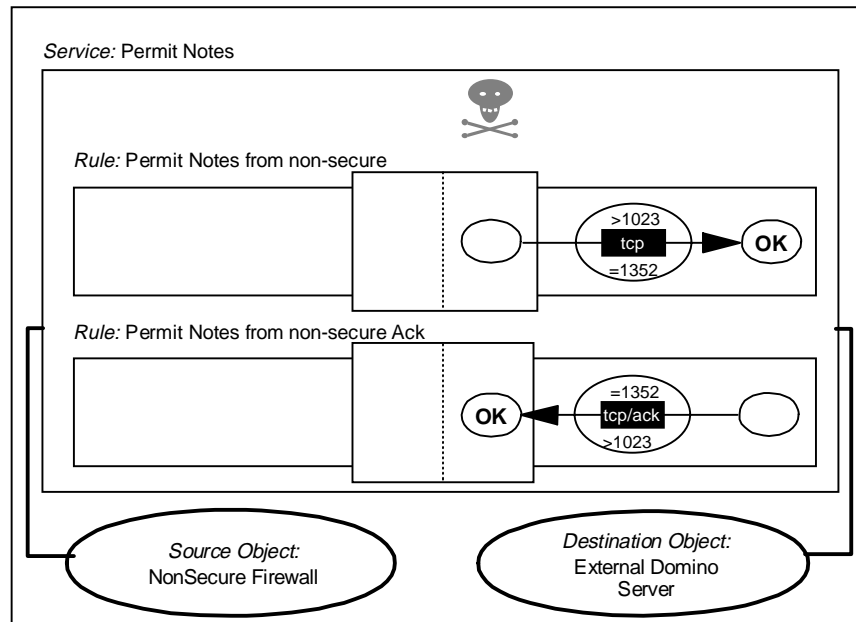 Service: Permit Notes
Rule: Permit Notes from non-secure
>1023
tcp
=1352
OK
Rule: Permit Notes from non-secure Ack
OK
=1352
tcp/ack
>1023
Source Object:
NonSecure Firewall
Destination Object:
External Domino
Server